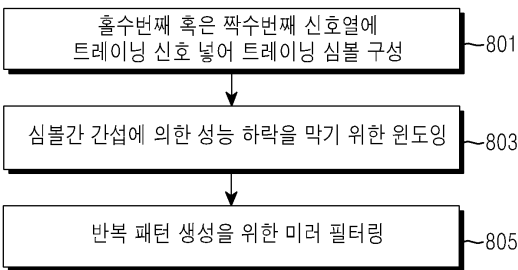 홀수번째 혹은 짝수번째 신호열에
트레이닝 신호 넣어 트레이닝 심볼 구성
801
심볼간 간섭에 의한 성능 하락을 막기 위한 윈도잉
803
반복 패턴 생성을 위한 미러 필터링
805